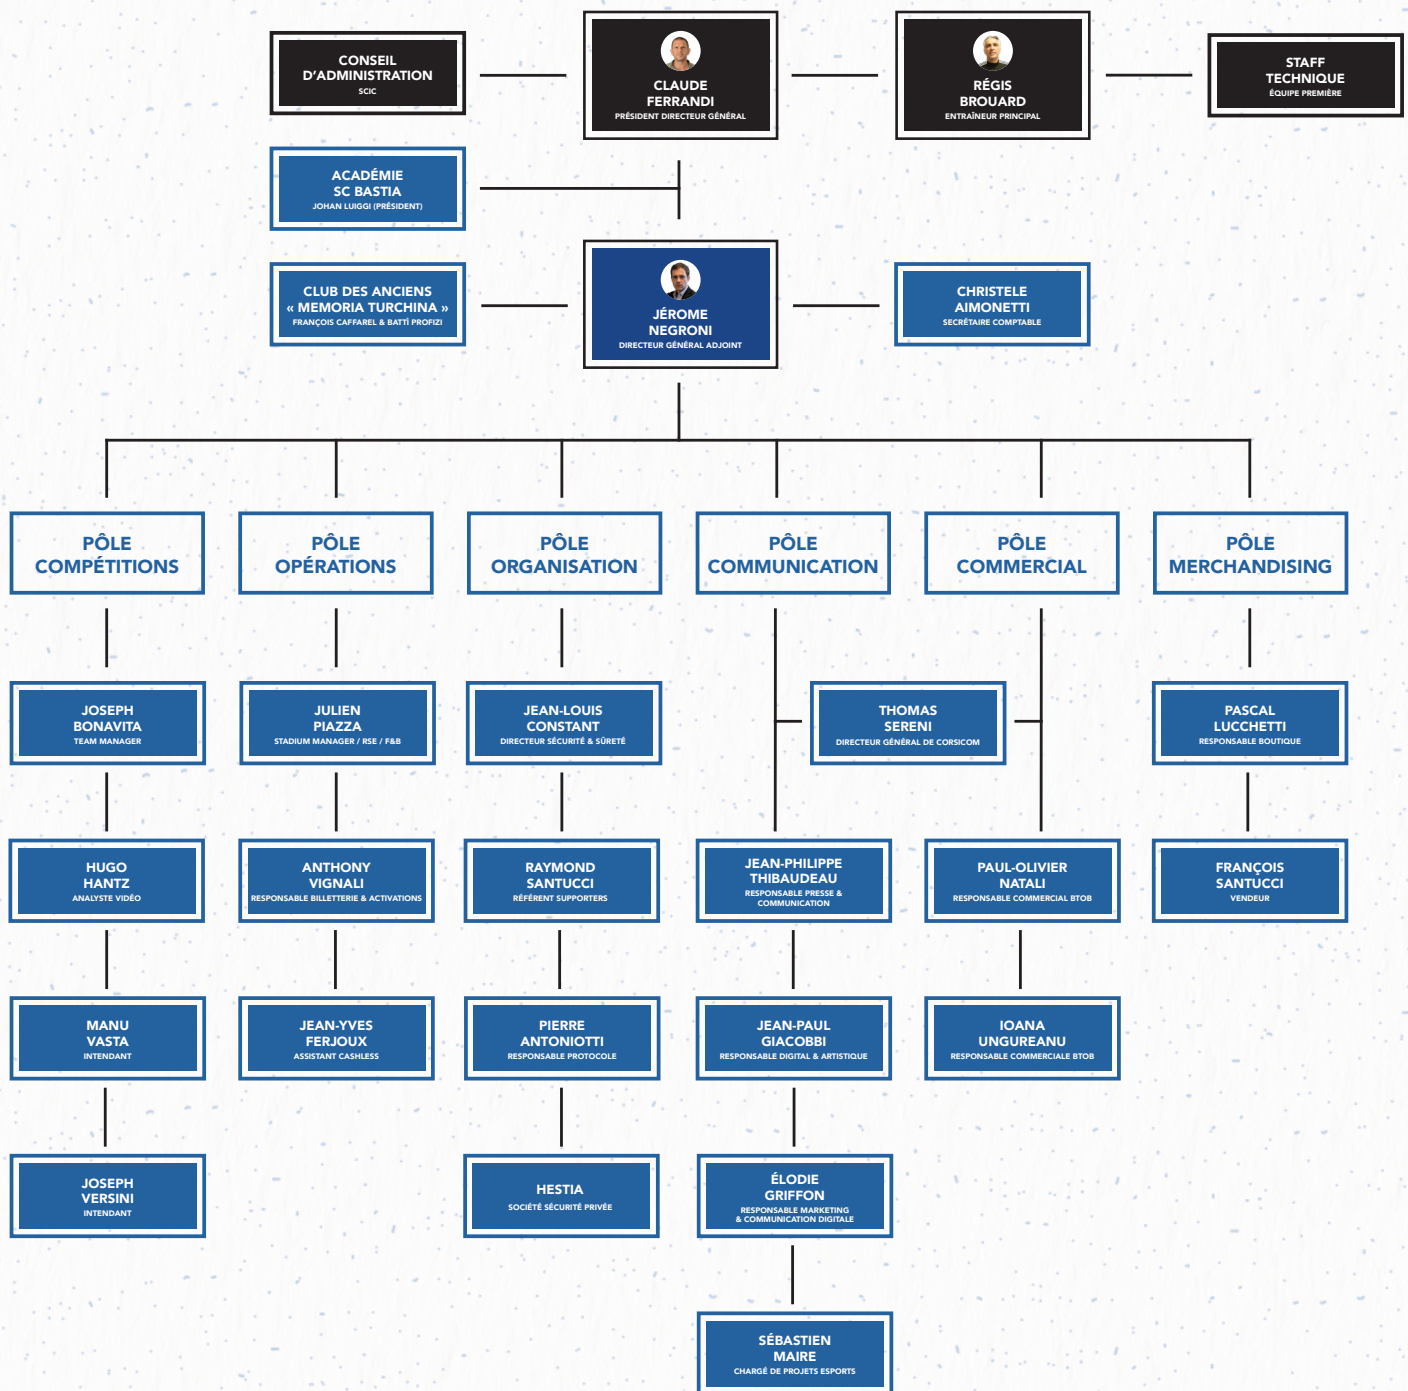 CONSEIL
D'ADMINISTRATION
SCIC
CLAUDE
FERRANDI
PRÉSIDENT DIRECTEUR GÉNÉRAL
RÉGIS
BROUARD
ENTRAÎNEUR PRINCIPAL
STAFF
TECHNIQUE
ÉQUIPE PREMIÈRE
ACADÉMIE
SC BASTIA
JOHAN LUIGGI (PRÉSIDENT)
CLUB DES ANCIENS
« MEMORIA TURCHINA »
FRANÇOIS CAFFAREL & BATTÌ PROFIZI
JÉROME
NEGRONI
DIRECTEUR GÉNÉRAL ADJOINT
CHRISTELE
AIMONETTI
SECRÉTAIRE COMPTABLE
PÔLE
COMPÉTITIONS
PÔLE
OPÉRATIONS
PÔLE
ORGANISATION
PÔLE
COMMUNICATION
PÔLE
COMMERCIAL
PÔLE
MERCHANDISING
JOSEPH
BONAVITA
TEAM MANAGER
JULIEN
PIAZZA
STADIUM MANAGER / RSE / F&B
JEAN-LOUIS
CONSTANT
DIRECTEUR SÉCURITÉ & SÛRETÉ
THOMAS
SERENI
DIRECTEUR GÉNÉRAL DE CORSICOM
PASCAL
LUCCHETTI
RESPONSABLE BOUTIQUE
HUGO
HANTZ
ANALYSTE VIDÉO
ANTHONY
VIGNALI
RESPONSABLE BILLETTERIE & ACTIVATIONS
RAYMOND
SANTUCCI
RÉFÉRENT SUPPORTERS
JEAN-PHILIPPE
THIBAUDEAU
RESPONSABLE PRESSE &
COMMUNICATION
PAUL-OLIVIER
NATALI
RESPONSABLE COMMERCIAL BTOB
FRANÇOIS
SANTUCCI
VENDEUR
MANU
VASTA
INTENDANT
JEAN-YVES
FERJOUX
ASSISTANT CASHLESS
PIERRE
ANTONIOTTI
RESPONSABLE PROTOCOLE
JEAN-PAUL
GIACOBBI
RESPONSABLE DIGITAL & ARTISTIQUE
IOANA
UNGUREANU
RESPONSABLE COMMERCIALE BTOB
JOSEPH
VERSINI
INTENDANT
HESTIA
SOCIÉTÉ SÉCURITÉ PRIVÉE
ÉLODIE
GRIFFON
RESPONSABLE MARKETING
& COMMUNICATION DIGITALE
SÉBASTIEN
MAIRE
CHARGÉ DE PROJETS ESPORTS